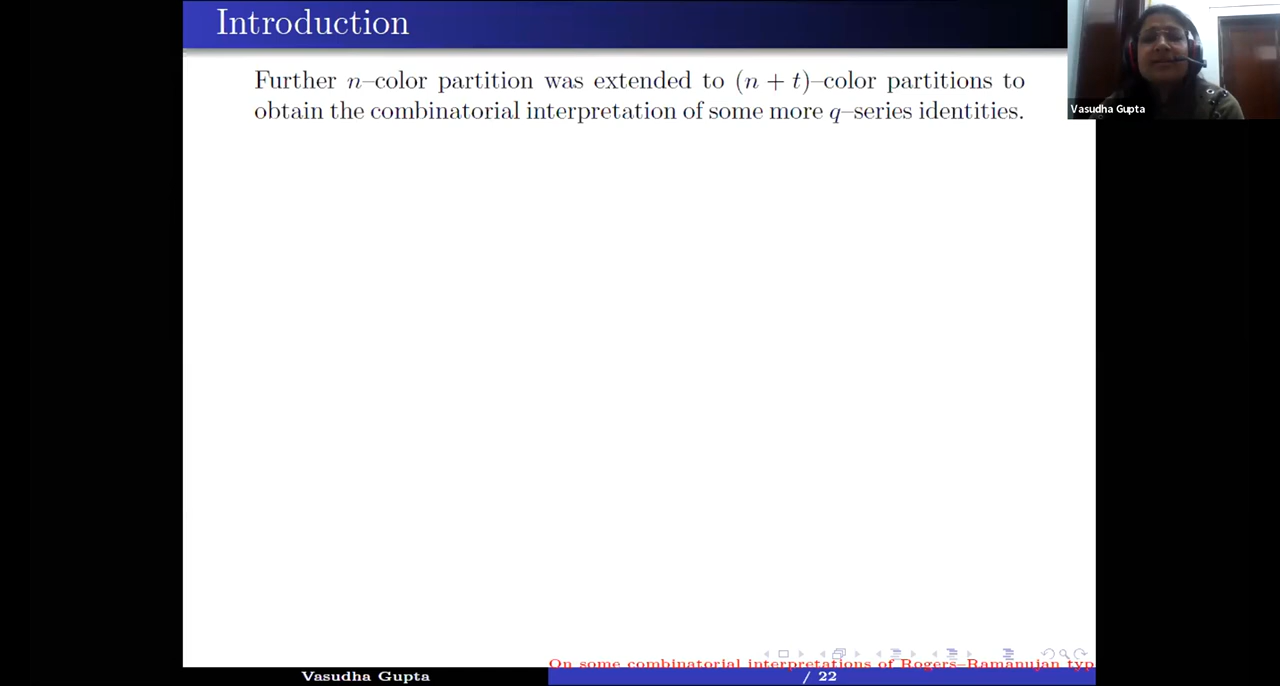 Introduction
Further n–color partition was extended to (n + t)–color partitions to
obtain the combinatorial interpretation of some more q–series identities.
Vasudha Gupta
On some combinatorial interpretations of Rogers–Ramanujan typ
Vasudha Gupta
/ 22